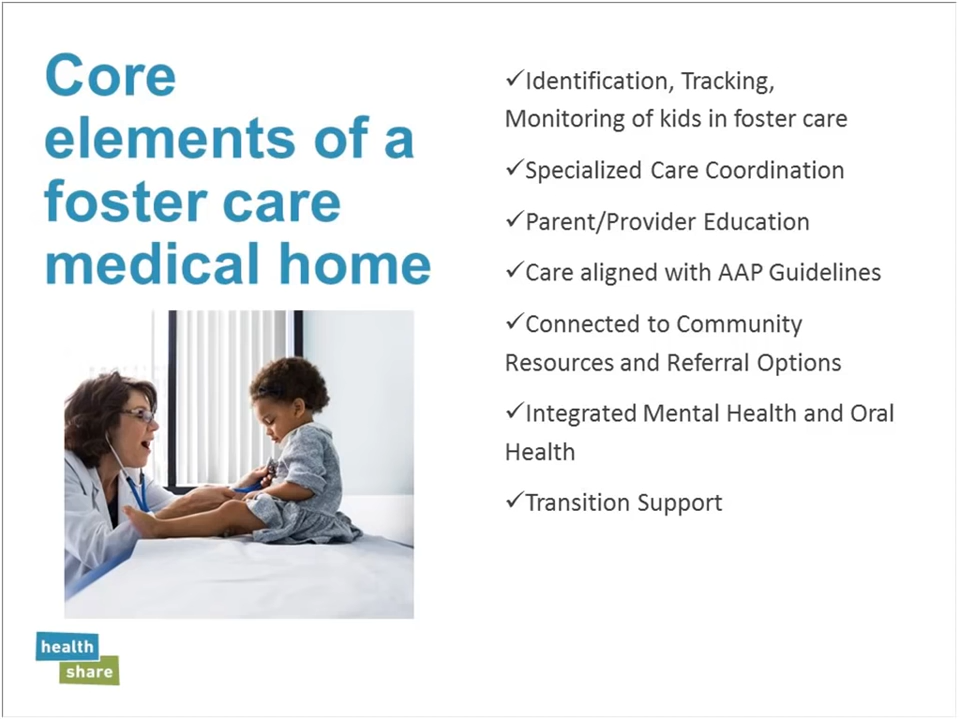 Core
elements of a
foster care
medical home
✓Identification, Tracking,
Monitoring of kids in foster care
✓Specialized Care Coordination
✓Parent/Provider Education
✓Care aligned with AAP Guidelines
✓Connected to Community
Resources and Referral Options
✓Integrated Mental Health and Oral
Health
✓Transition Support
health
share